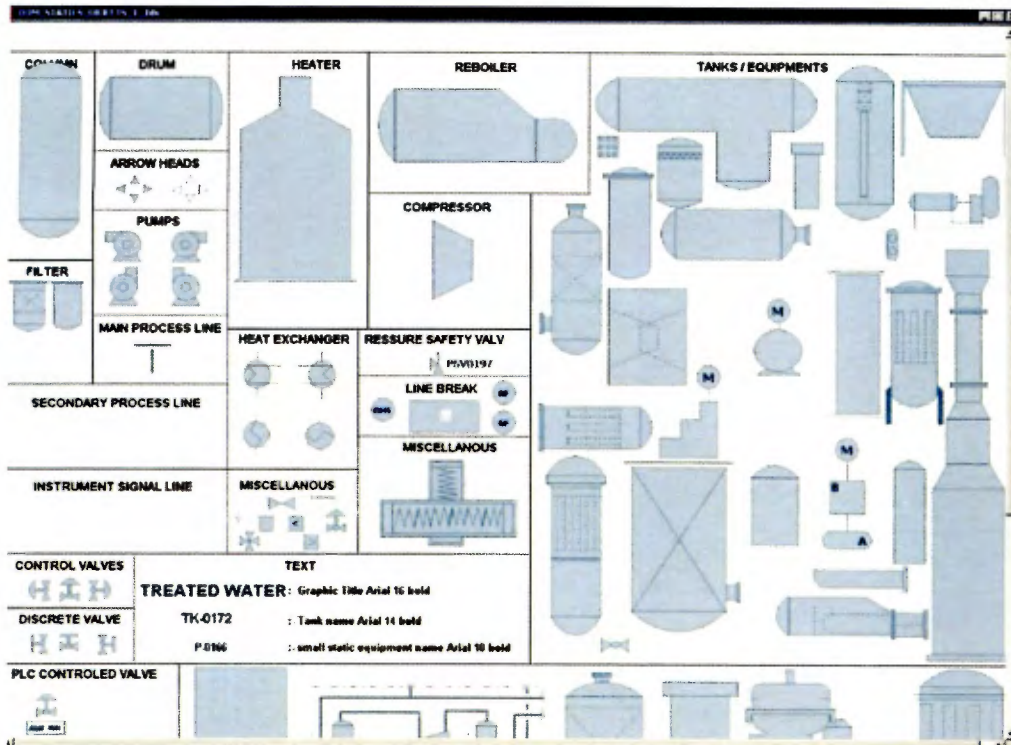 COLUMN
DRUM
HEATER
REBOILER
TANKS / EQUIPMENTS
ARROW HEADS
PUMPS
COMPRESSOR
FILTER
MAIN PROCESS LINE
HEAT EXCHANGER
RESSURE SAFETY VALV
PSV0197
M
LINE BREAK
SECONDARY PROCESS LINE
M
MISCELLANOUS
M
INSTRUMENT SIGNAL LINE
MISCELLANOUS
B
A
CONTROL VALVES
TEXT
TREATED WATER : Graphic Title Arial 16 bold
DISCRETE VALVE
TK-0172 : Tank name Arial 14 bold
P-0166 : small static equipment name Arial 10 bold
PLC CONTROLED VALVE